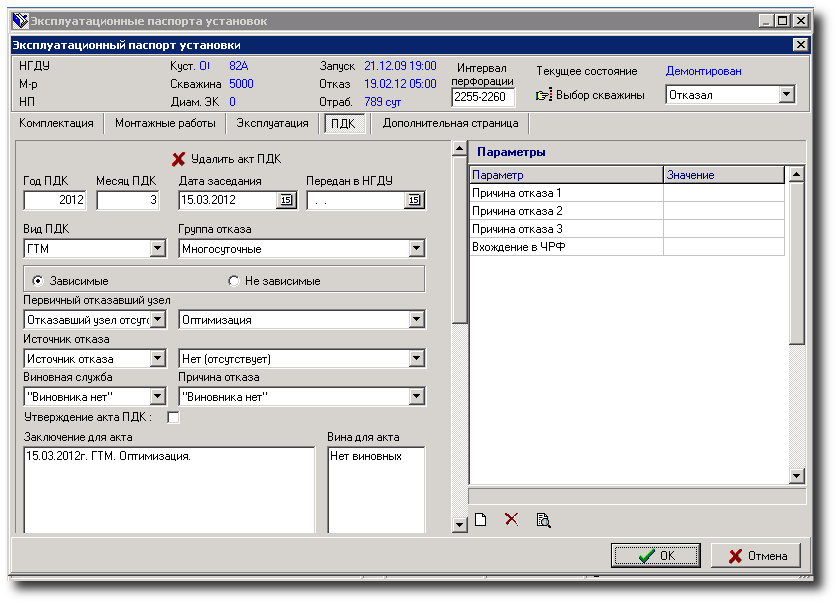 Эксплуатационные паспорта установок
Эксплуатационный паспорт установки
НГДУ Куст. О! 82А Запуск 21.12.09 19:00 Интервал перфорации Текущее состояние Демонтирован
М-р Скважина 5000 Отказ 19.02.12 05:00 2255-2260 Выбор скважины Отказал
НП Диам. ЭК 0 Отраб. 789 сут
Комплектация Монтажные работы Эксплуатация ПДК Дополнительная страница
Удалить акт ПДК
Год ПДК Месяц ПДК Дата заседания Передан в НГДУ
2012 3 15.03.2012 15 . . 15
Вид ПДК Группа отказа
ГТМ Многосуточные
Зависимые Не зависимые
Первичный отказавший узел
Отказавший узел отсутс Оптимизация
Источник отказа
Источник отказа Нет (отсутствует)
Виновная служба Причина отказа
"Виновника нет" "Виновника нет"
Утверждение акта ПДК :
Заключение для акта Вина для акта
15.03.2012г. ГТМ. Оптимизация. Нет виновных
Параметры
Параметр Значение
Причина отказа 1
Причина отказа 2
Причина отказа 3
Вхождение в ЧРФ
OK Отмена